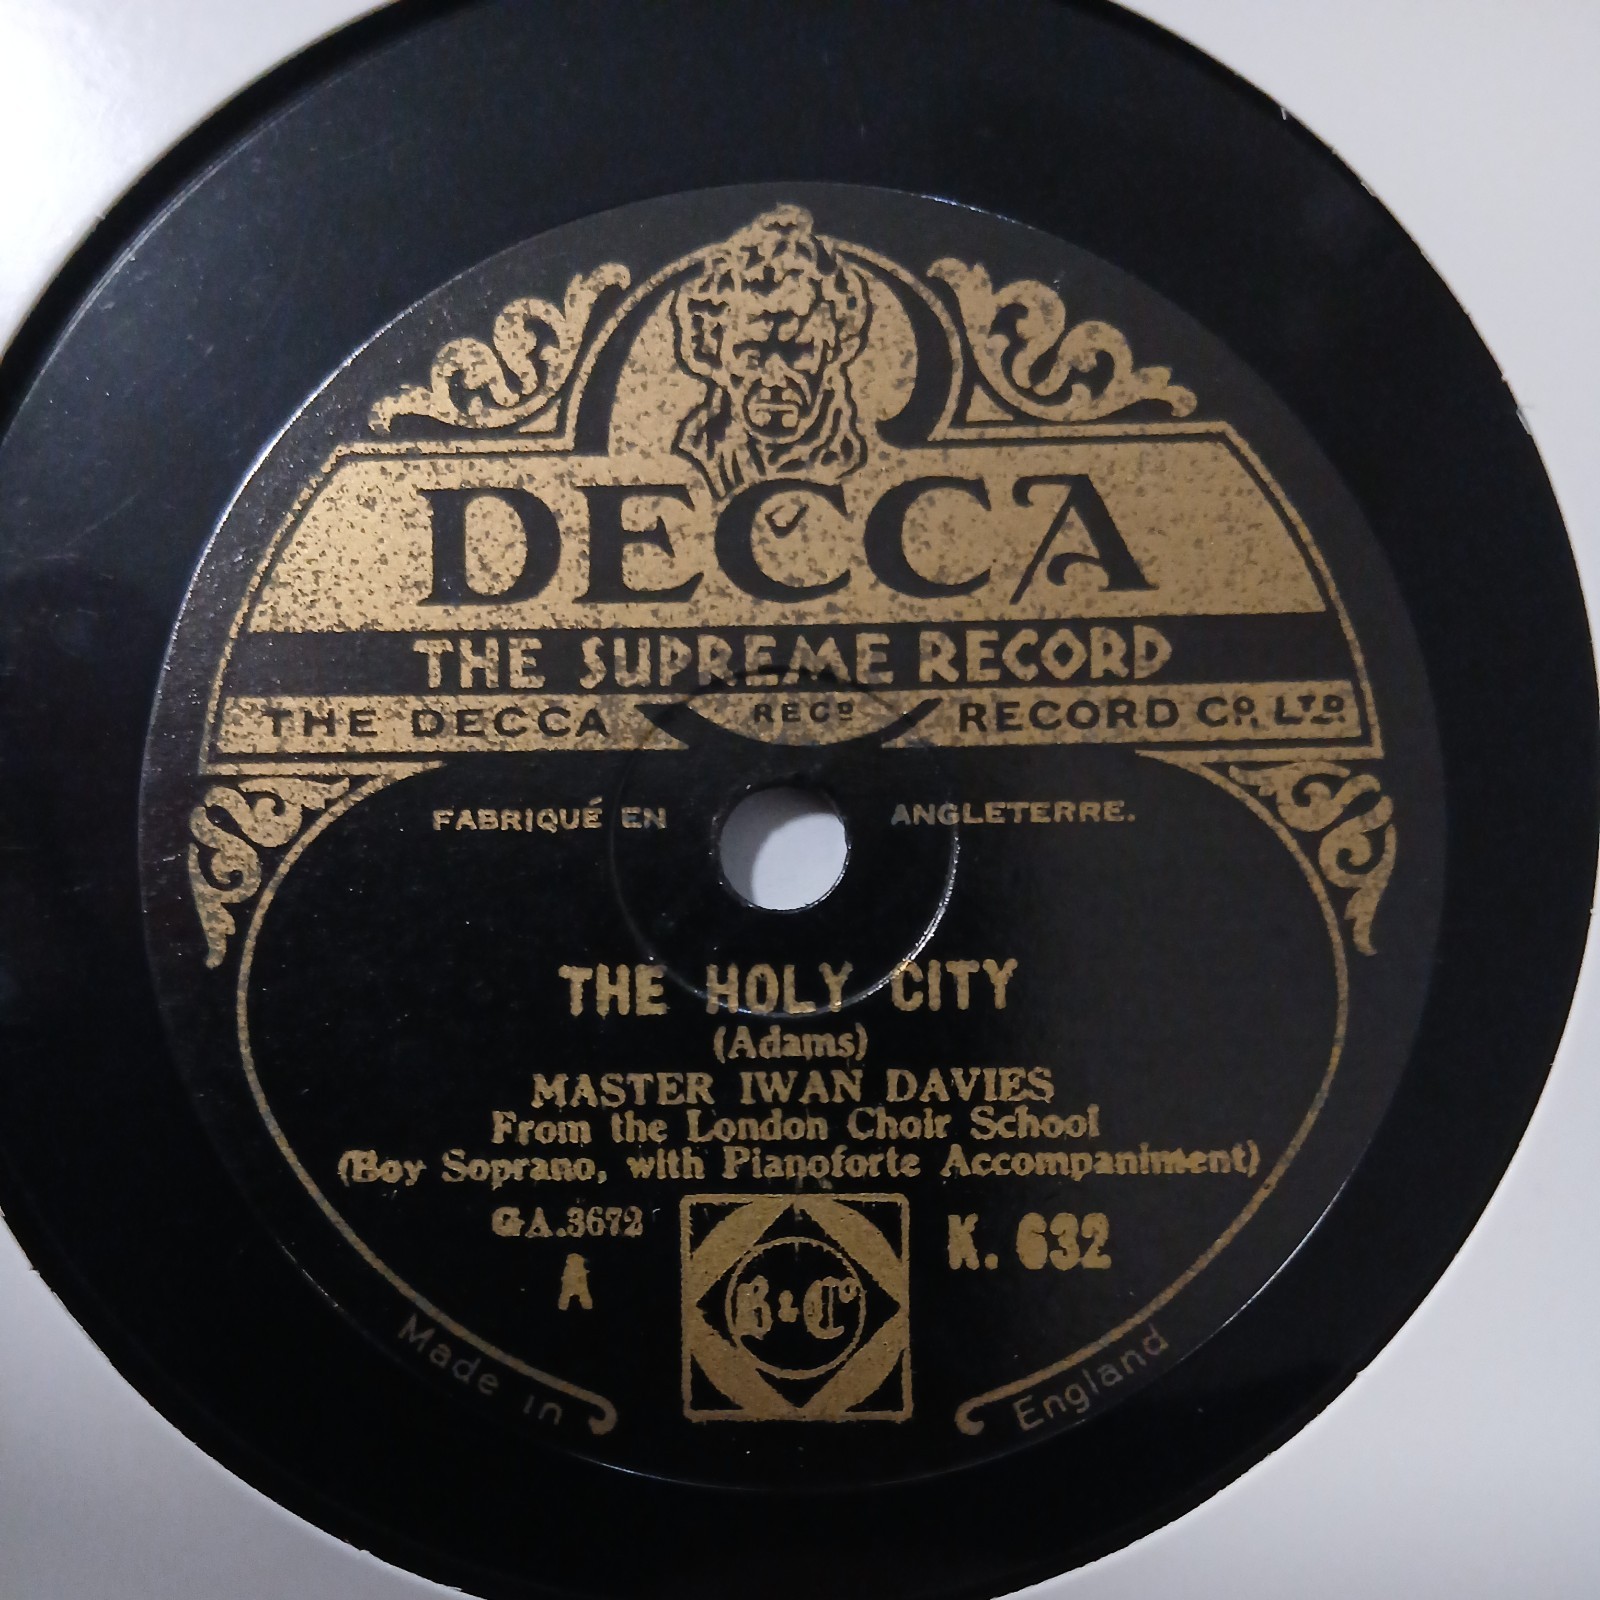 DECCA
THE SUPREME RECORD
THE DECCA REGD RECORD CO. LTD.
FABRIQUÉ EN ANGLETERRE.
THE HOLY CITY
(Adams)
MASTER IWAN DAVIES
From the London Choir School
(Boy Soprano, with Pianoforte Accompaniment)
GA.3672
A
K. 632
B & Co
Made in England